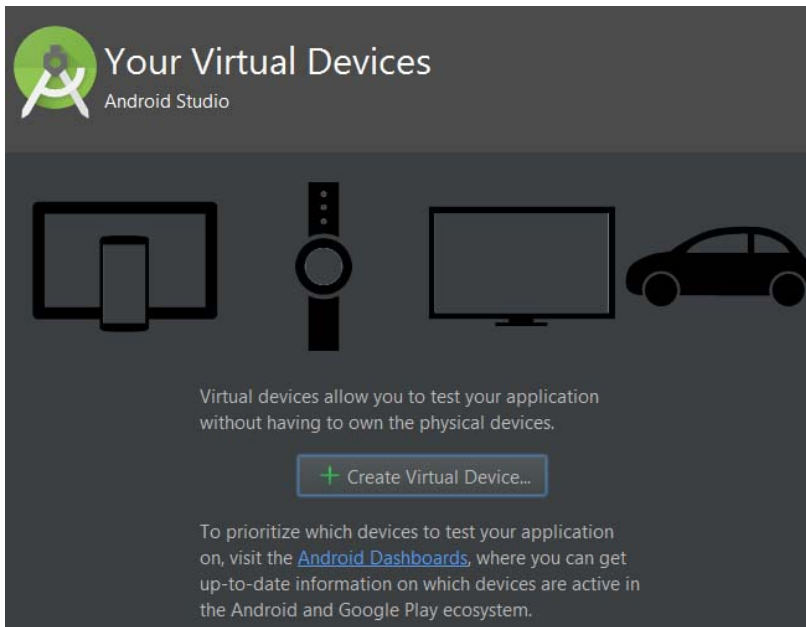 Your Virtual Devices
Android Studio
Virtual devices allow you to test your application
without having to own the physical devices.
+ Create Virtual Device...
To prioritize which devices to test your application
on, visit the Android Dashboards, where you can get
up-to-date information on which devices are active in
the Android and Google Play ecosystem.